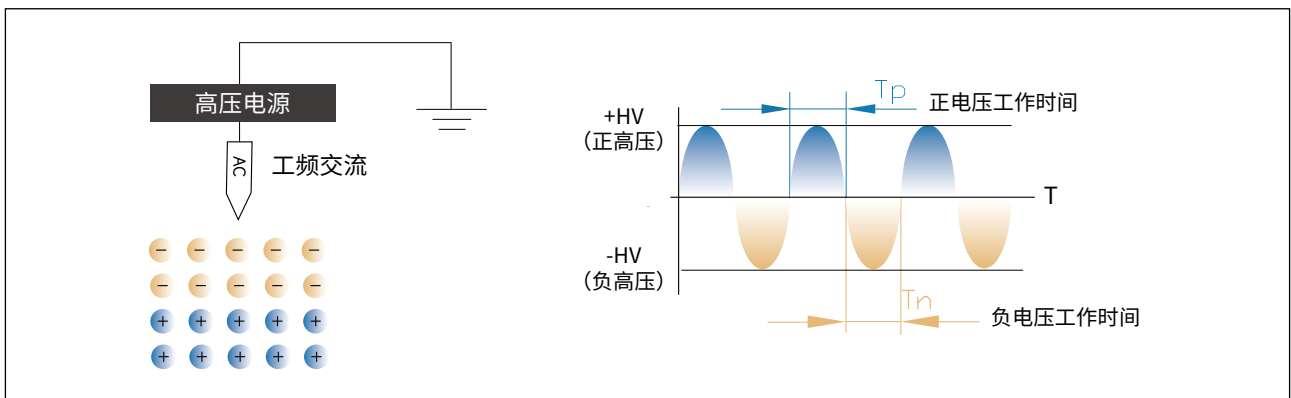 高压电源
AC
工频交流
− − − − −
− − − − −
+ + + + +
+ + + + +
Tp
正电压工作时间
+HV
（正高压）
T
-HV
（负高压）
Tn
负电压工作时间